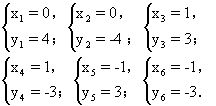 { x₁ = 0, { x₂ = 0, { x₃ = 1,
y₁ = 4; y₂ = -4 ; y₃ = 3;
{ x₄ = 1, { x₅ = -1, { x₆ = -1,
y₄ = -3; y₅ = 3; y₆ = -3.